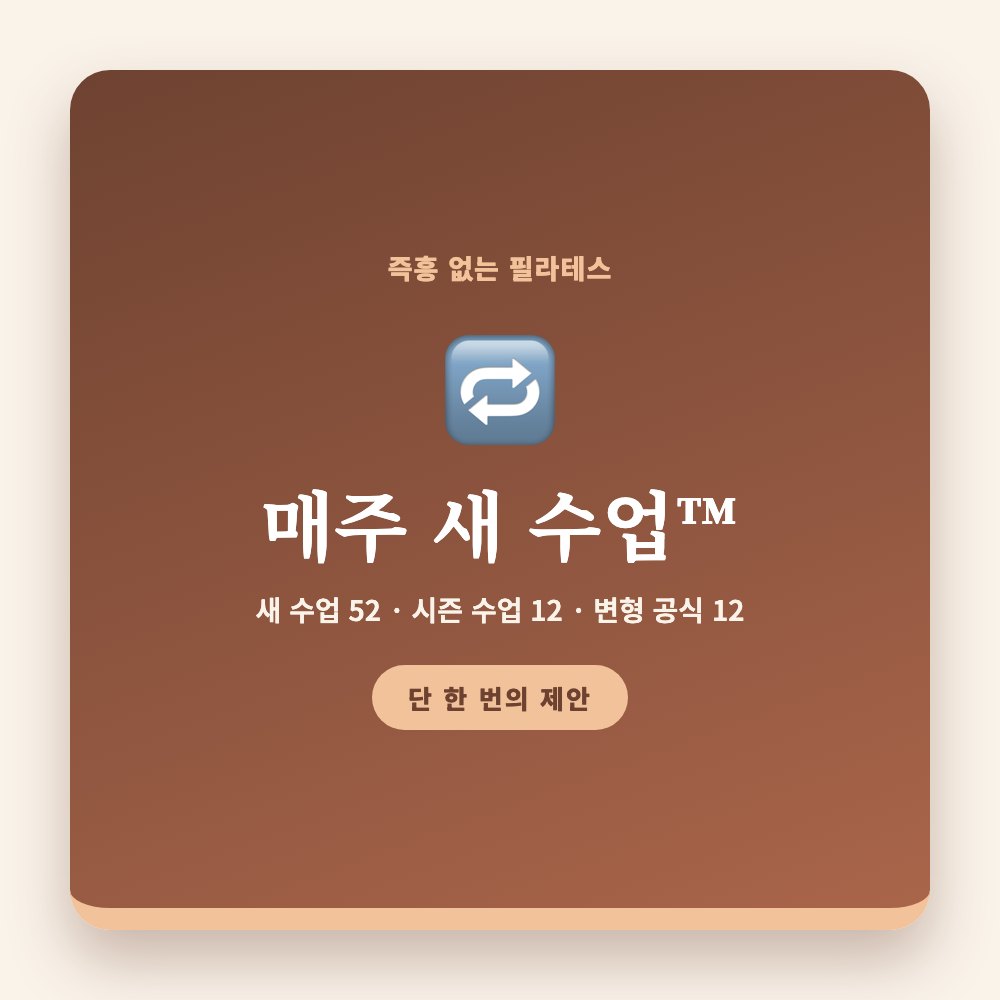 즉흥 없는 필라테스
매주 새 수업™
새 수업 52 · 시즌 수업 12 · 변형 공식 12
단 한 번의 제안